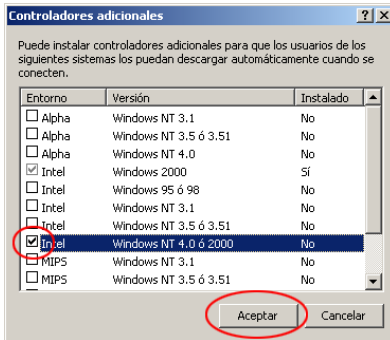 Controladores adicionales
Puede instalar controladores adicionales para que los usuarios de los
siguientes sistemas los puedan descargar automáticamente cuando se
conecten.
Entorno Versión Instalado
Alpha Windows NT 3.1 No
Alpha Windows NT 3.5 ó 3.51 No
Alpha Windows NT 4.0 No
Intel Windows 2000 Sí
Intel Windows 95 ó 98 No
Intel Windows NT 3.1 No
Intel Windows NT 3.5 ó 3.51 No
Intel Windows NT 4.0 ó 2000 No
MIPS Windows NT 3.1 No
MIPS Windows NT 3.5 ó 3.51 No
Aceptar Cancelar